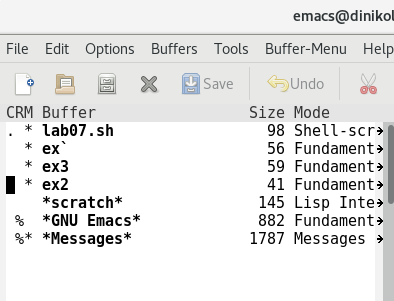 emacs@dinikol
File Edit Options Buffers Tools Buffer-Menu Help
Save Undo
CRM Buffer Size Mode
. * lab07.sh 98 Shell-scr
* ex` 56 Fundament
* ex3 59 Fundament
* ex2 41 Fundament
*scratch* 145 Lisp Inte
% *GNU Emacs* 882 Fundament
%* *Messages* 1787 Messages